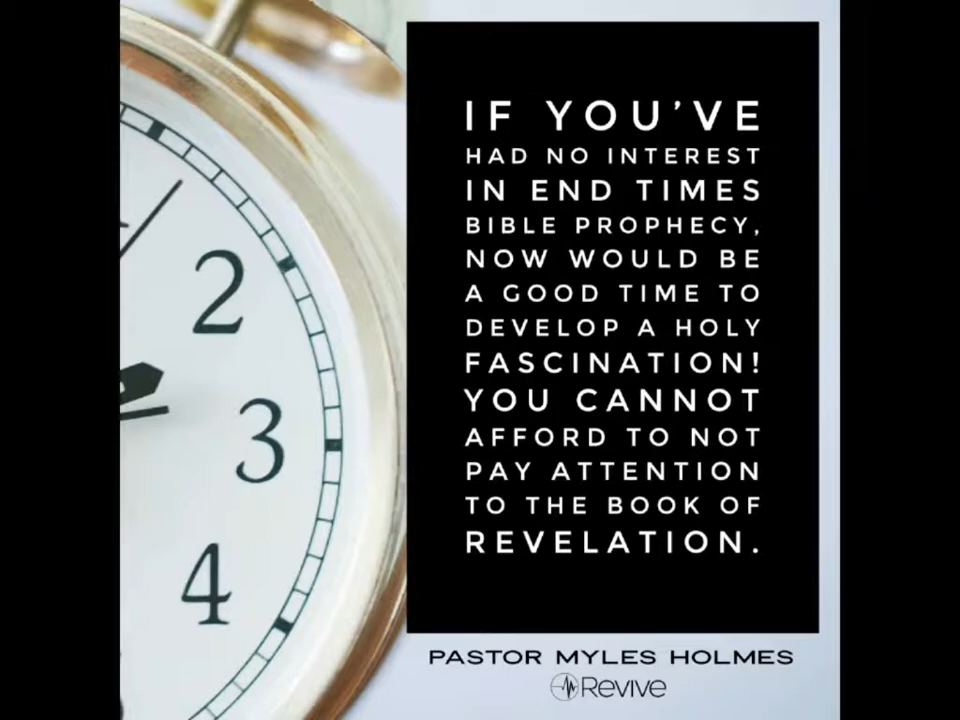 2
3
4
IF YOU'VE
HAD NO INTEREST
IN END TIMES
BIBLE PROPHECY,
NOW WOULD BE
A GOOD TIME TO
DEVELOP A HOLY
FASCINATION!
YOU CANNOT
AFFORD TO NOT
PAY ATTENTION
TO THE BOOK OF
REVELATION.
PASTOR MYLES HOLMES
Revive